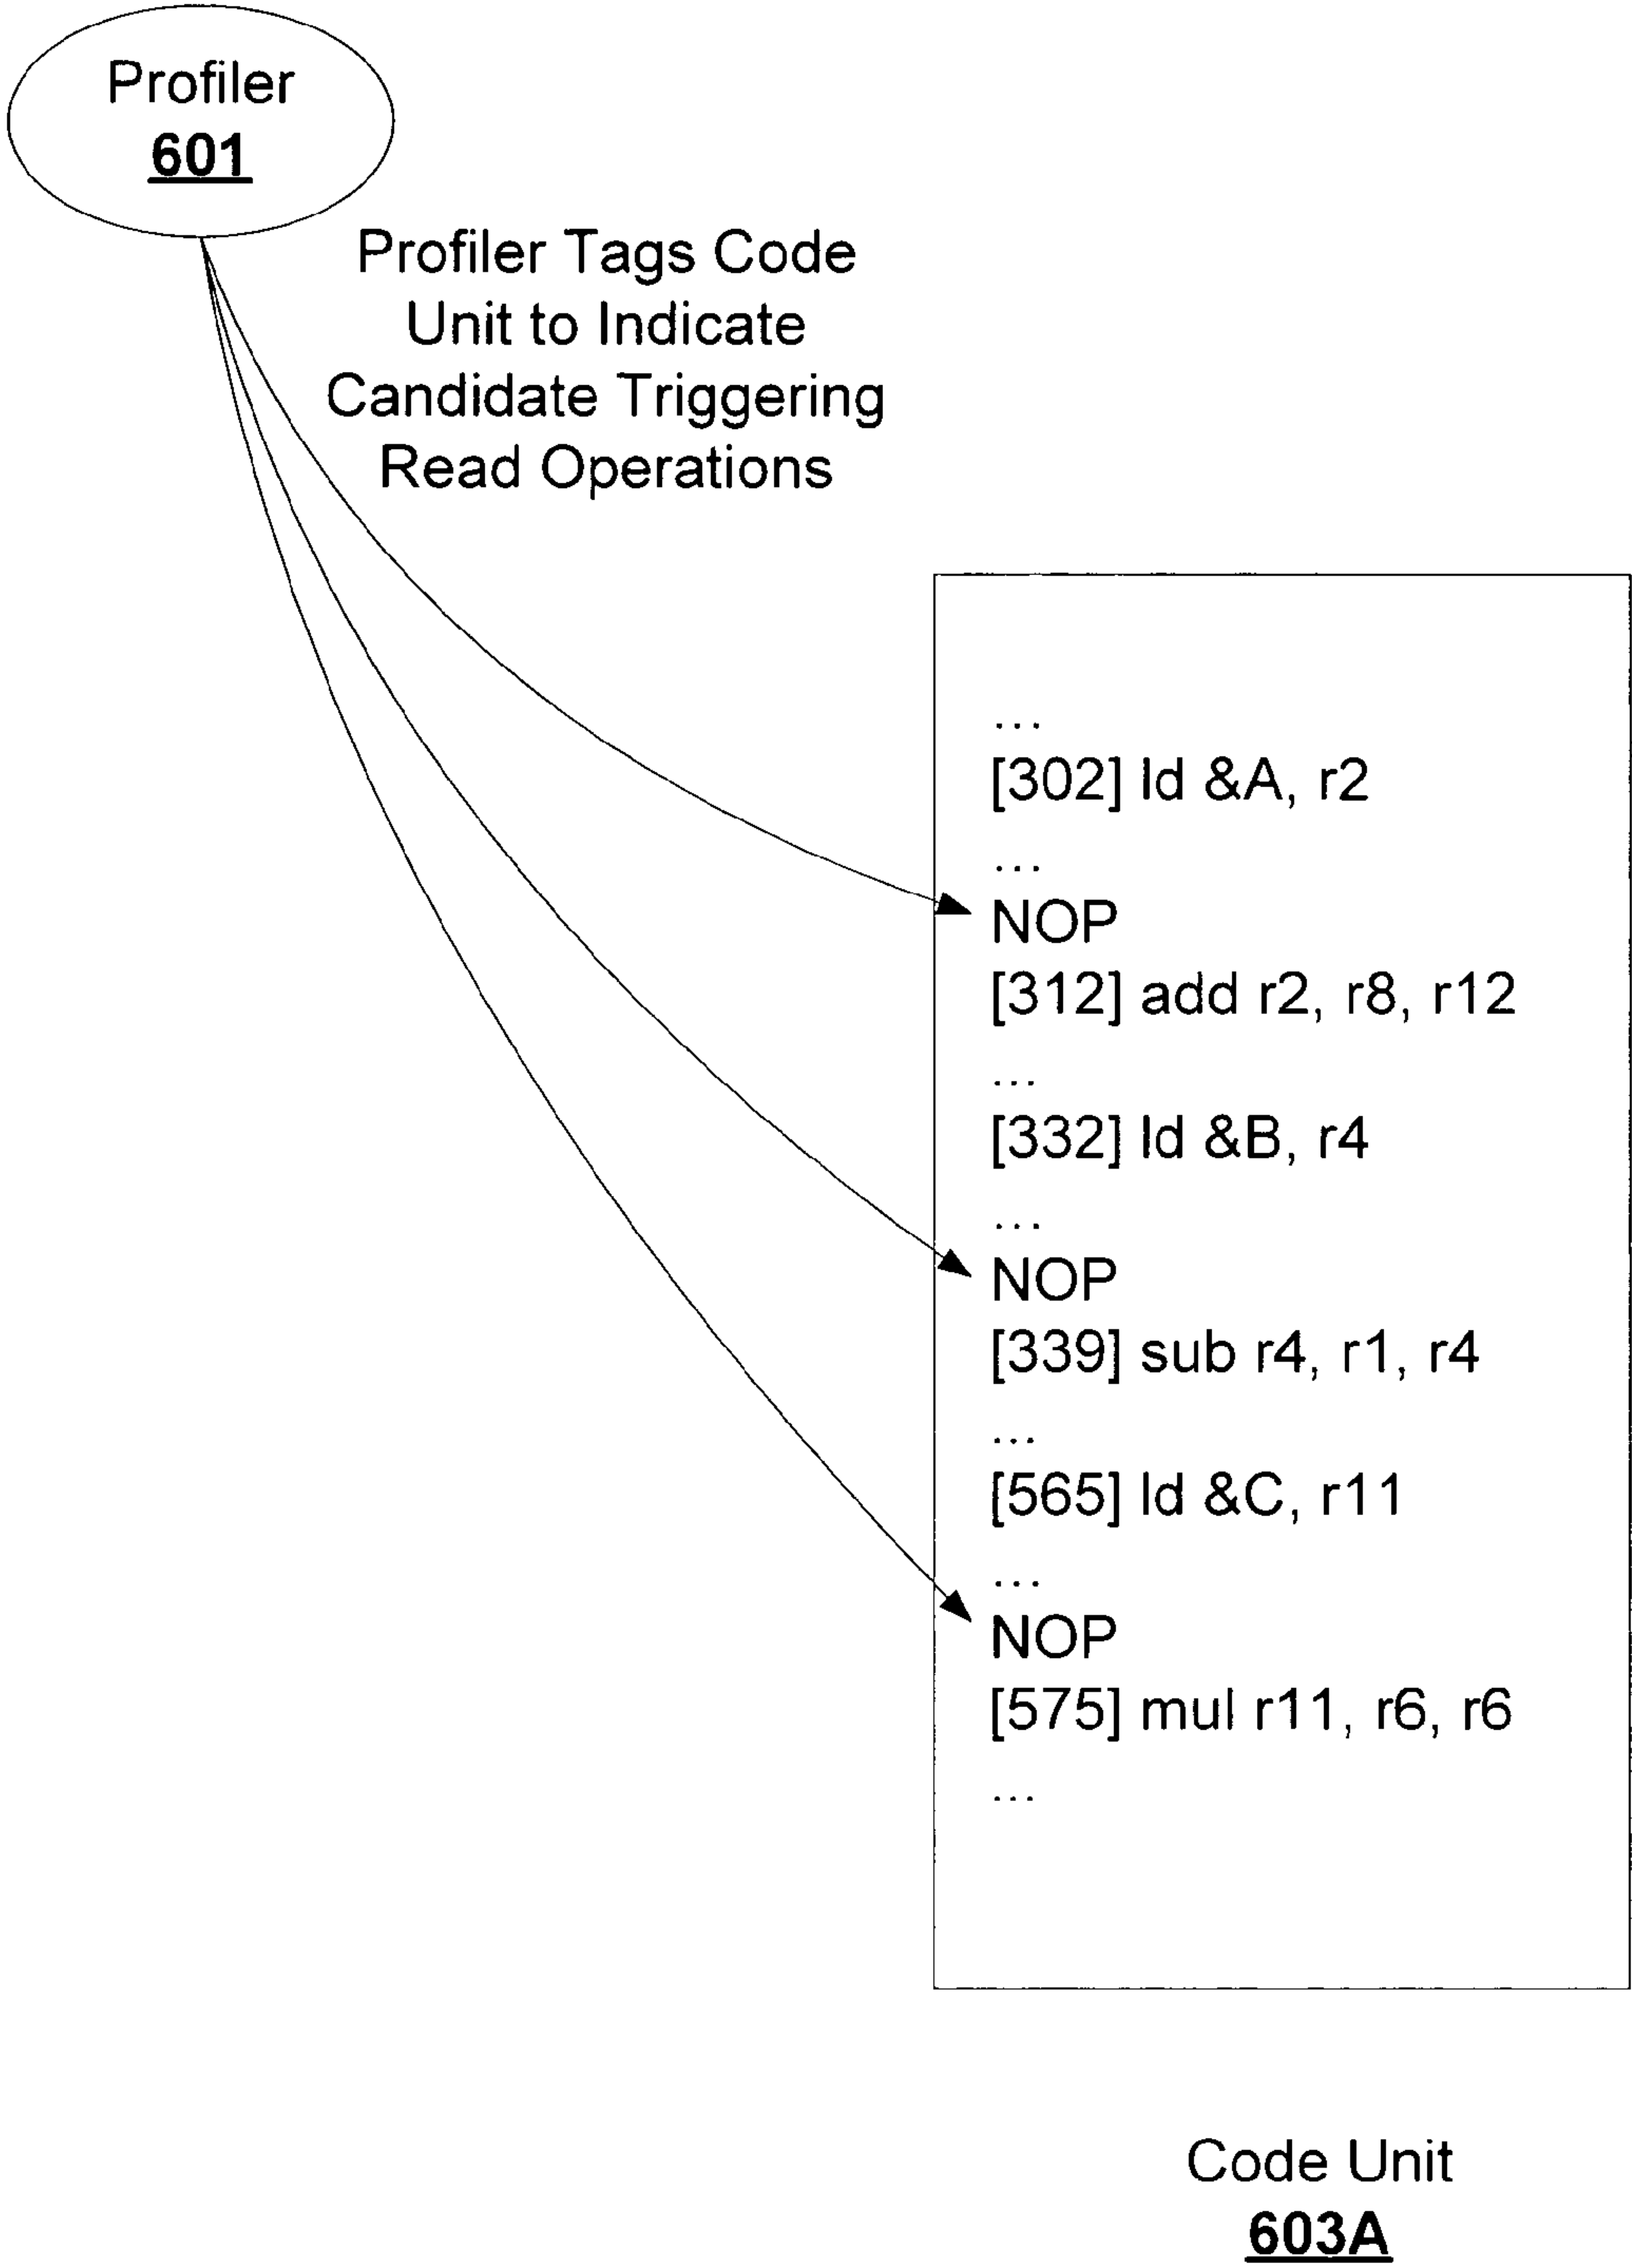 Profiler
601
Profiler Tags Code
Unit to Indicate
Candidate Triggering
Read Operations
...
[302] ld &A, r2
...
NOP
[312] add r2, r8, r12
...
[332] ld &B, r4
...
NOP
[339] sub r4, r1, r4
...
[565] ld &C, r11
...
NOP
[575] mul r11, r6, r6
...
Code Unit
603A